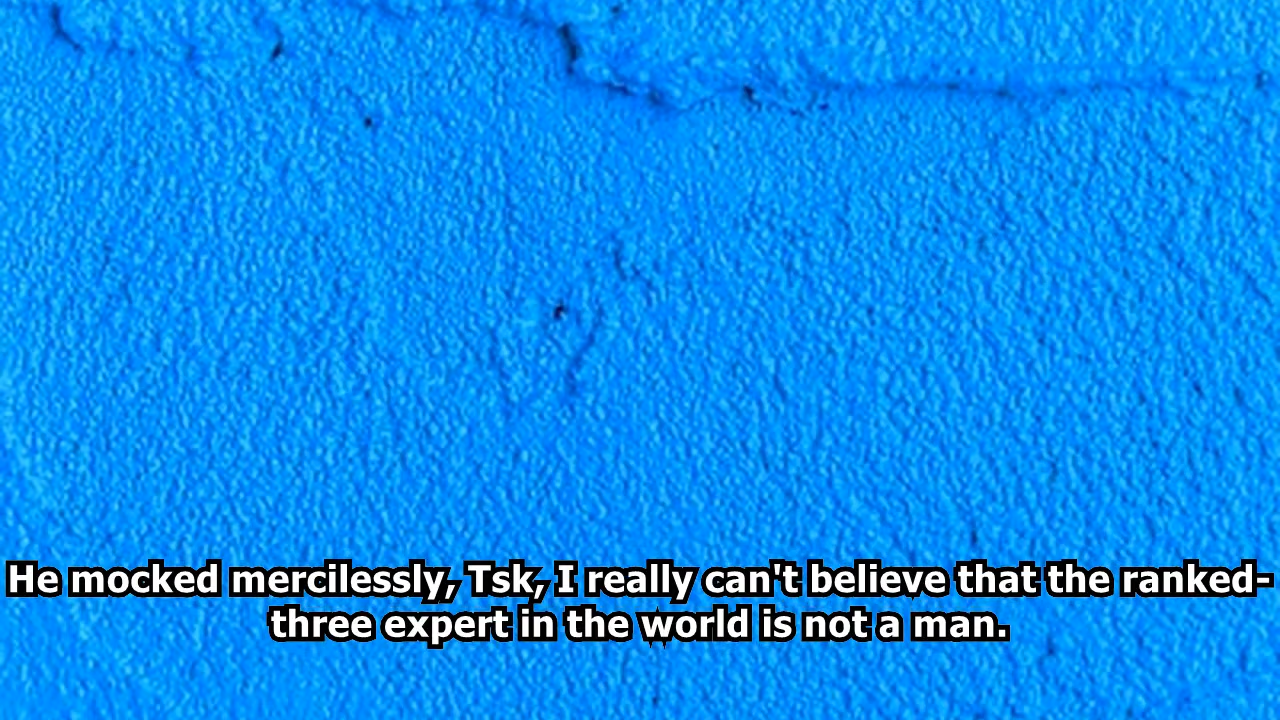 He mocked mercilessly, Tsk, I really can't believe that the ranked-
three expert in the world is not a man.